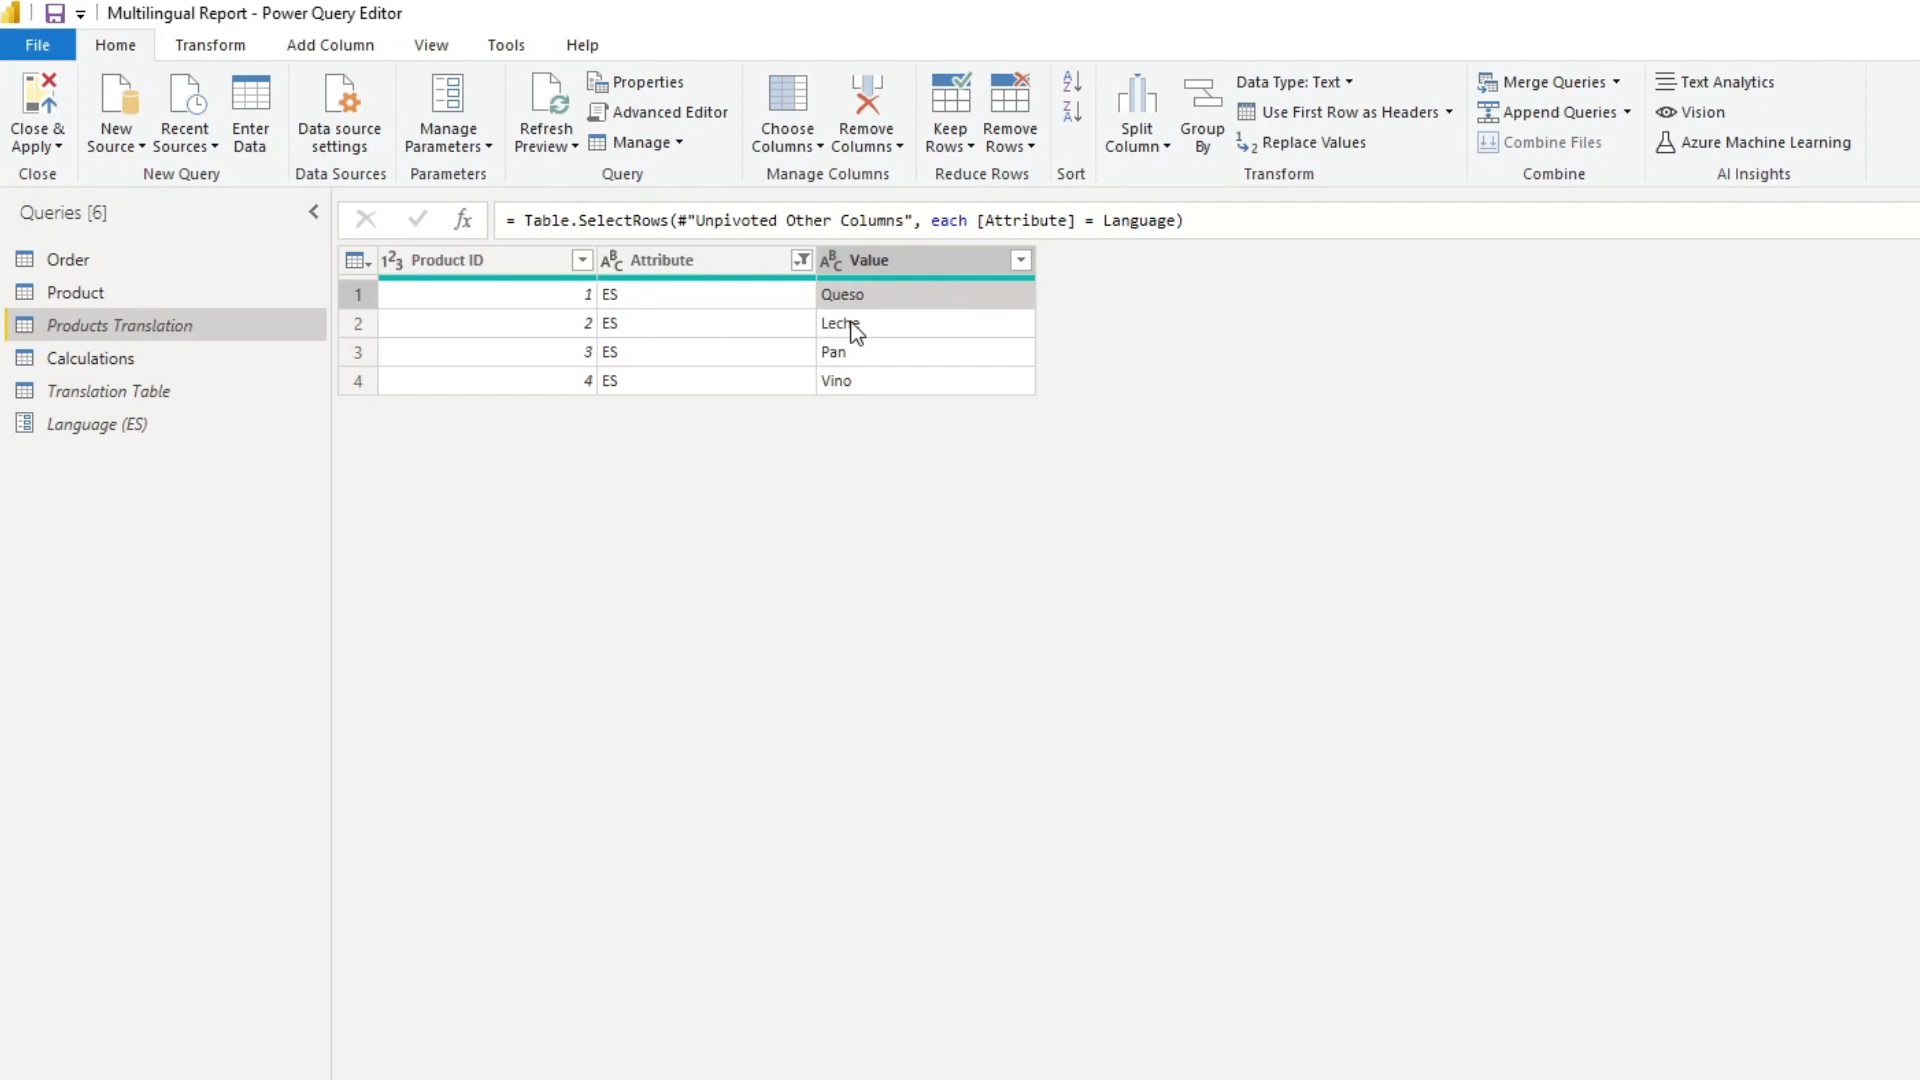 Multilingual Report - Power Query Editor
File Home Transform Add Column View Tools Help
Close & Apply
New Source
Recent Sources
Enter Data
Data source settings
Manage Parameters
Refresh Preview
Properties
Advanced Editor
Manage
Choose Columns
Remove Columns
Keep Rows
Remove Rows
Split Column
Group By
Data Type: Text
Use First Row as Headers
Replace Values
Merge Queries
Append Queries
Combine Files
Text Analytics
Vision
Azure Machine Learning
Close New Query Data Sources Parameters Query Manage Columns Reduce Rows Sort Transform Combine AI Insights
Queries [6]
Order
Product
Products Translation
Calculations
Translation Table
Language (ES)
fx = Table.SelectRows(#"Unpivoted Other Columns", each [Attribute] = Language)
123 Product ID ABC Attribute ABC Value
1 1 ES Queso
2 2 ES Leche
3 3 ES Pan
4 4 ES Vino